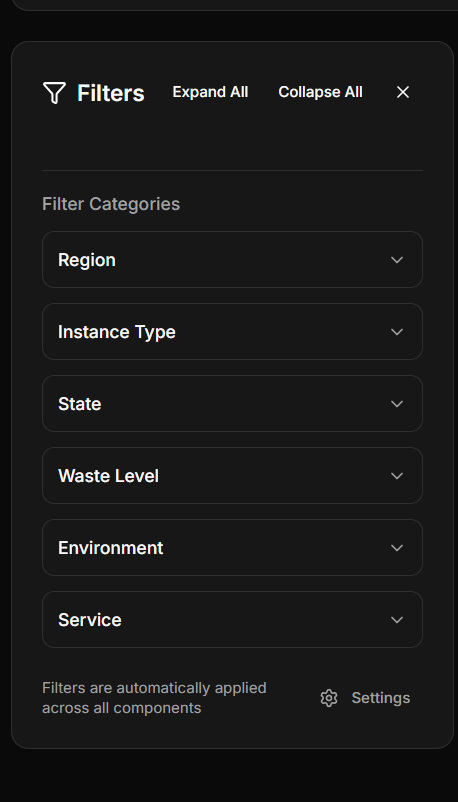 Filters Expand All Collapse All
Filter Categories
Region
Instance Type
State
Waste Level
Environment
Service
Filters are automatically applied
across all components
Settings